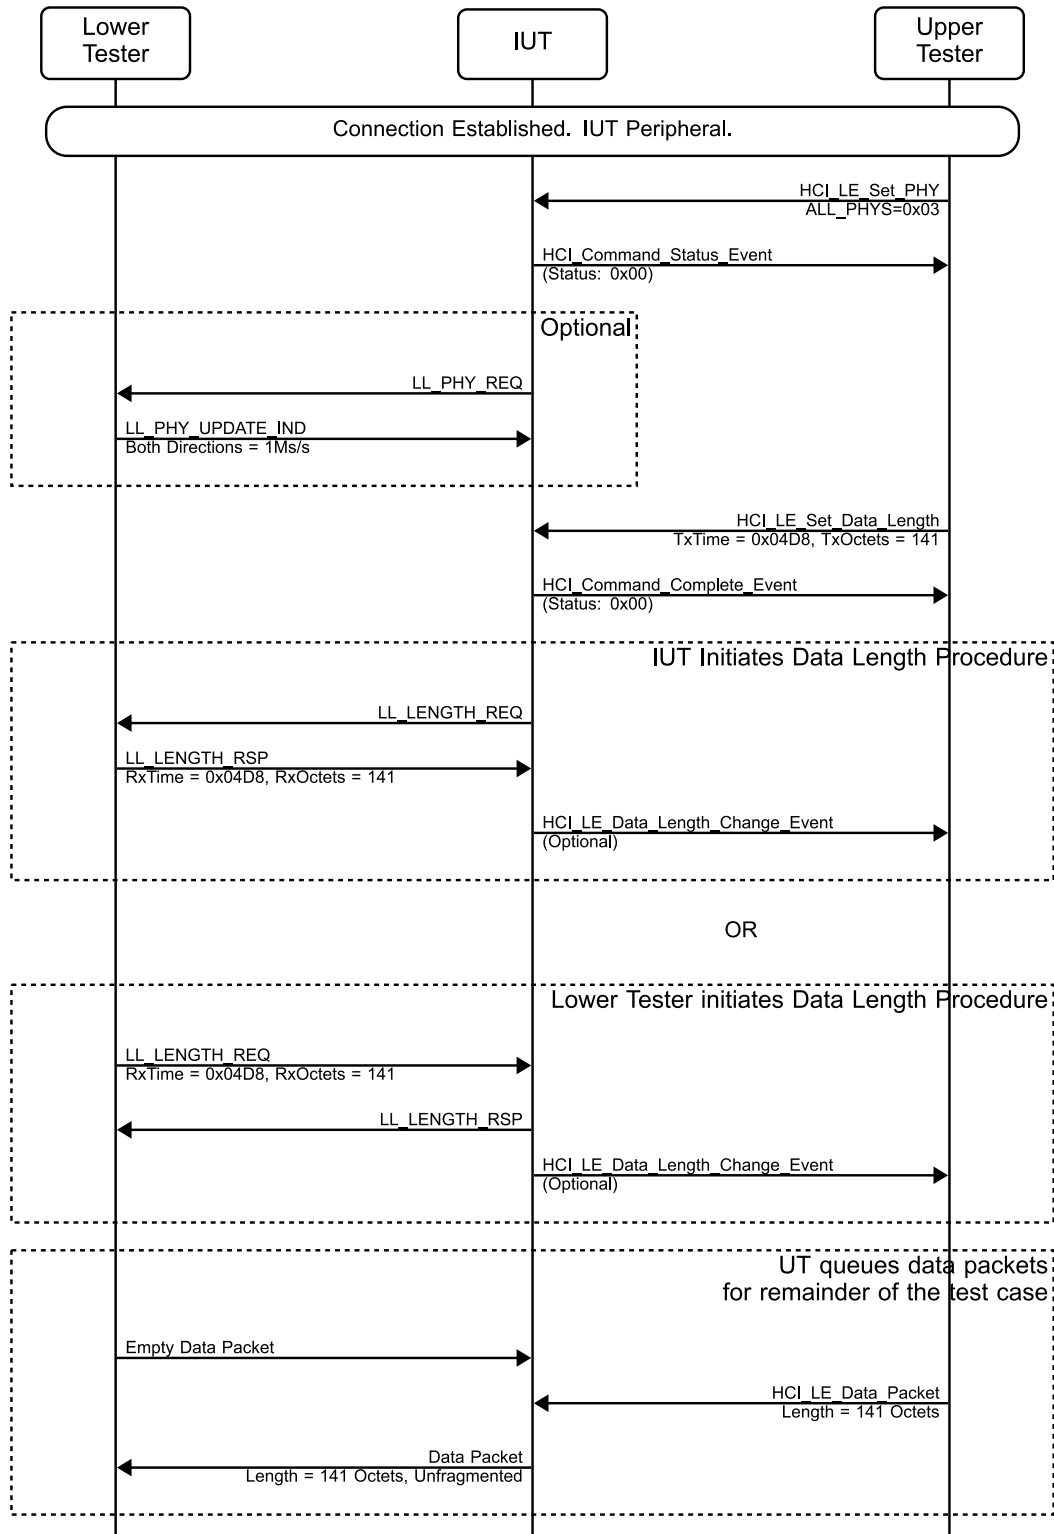 Lower
Tester
IUT
Upper
Tester
Connection Established. IUT Peripheral.
HCI_LE_Set_PHY
ALL_PHYS=0x03
HCI_Command_Status_Event
(Status: 0x00)
Optional
LL_PHY_REQ
LL_PHY_UPDATE_IND
Both Directions = 1Ms/s
HCI_LE_Set_Data_Length
TxTime = 0x04D8, TxOctets = 141
HCI_Command_Complete_Event
(Status: 0x00)
IUT Initiates Data Length Procedure
LL_LENGTH_REQ
LL_LENGTH_RSP
RxTime = 0x04D8, RxOctets = 141
HCI_LE_Data_Length_Change_Event
(Optional)
OR
Lower Tester initiates Data Length Procedure
LL_LENGTH_REQ
RxTime = 0x04D8, RxOctets = 141
LL_LENGTH_RSP
HCI_LE_Data_Length_Change_Event
(Optional)
UT queues data packets
for remainder of the test case
Empty Data Packet
HCI_LE_Data_Packet
Length = 141 Octets
Data Packet
Length = 141 Octets, Unfragmented